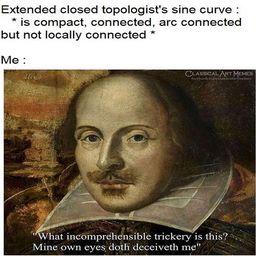 Extended closed topologist's sine curve :
* is compact, connected, arc connected
but not locally connected *
Me :
CLASSICAL ART MEMES
"What incomprehensible trickery is this?
Mine own eyes doth deceiveth me"